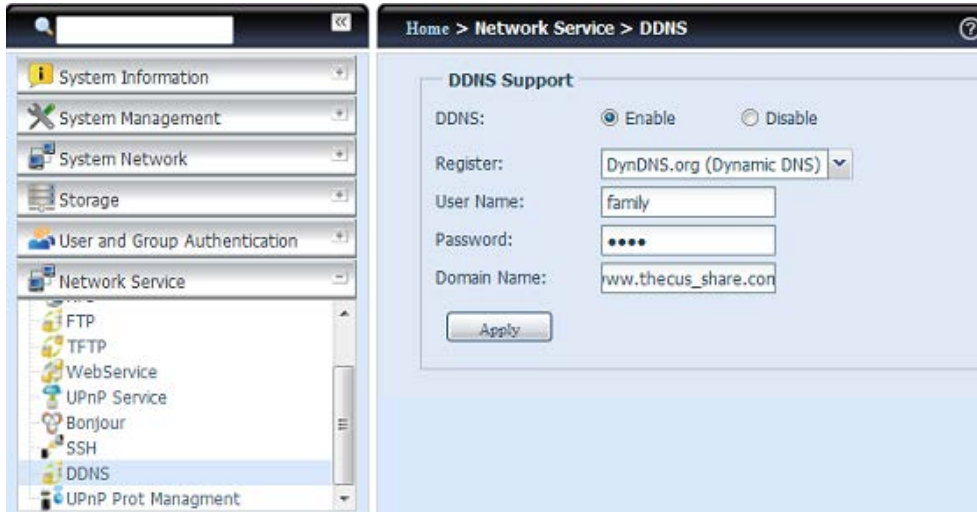 Home > Network Service > DDNS
System Information
System Management
System Network
Storage
User and Group Authentication
Network Service
FTP
TFTP
WebService
UPnP Service
Bonjour
SSH
DDNS
UPnP Prot Managment
DDNS Support
DDNS: Enable Disable
Register: DynDNS.org (Dynamic DNS)
User Name: family
Password: ••••
Domain Name: www.thecus_share.com
Apply